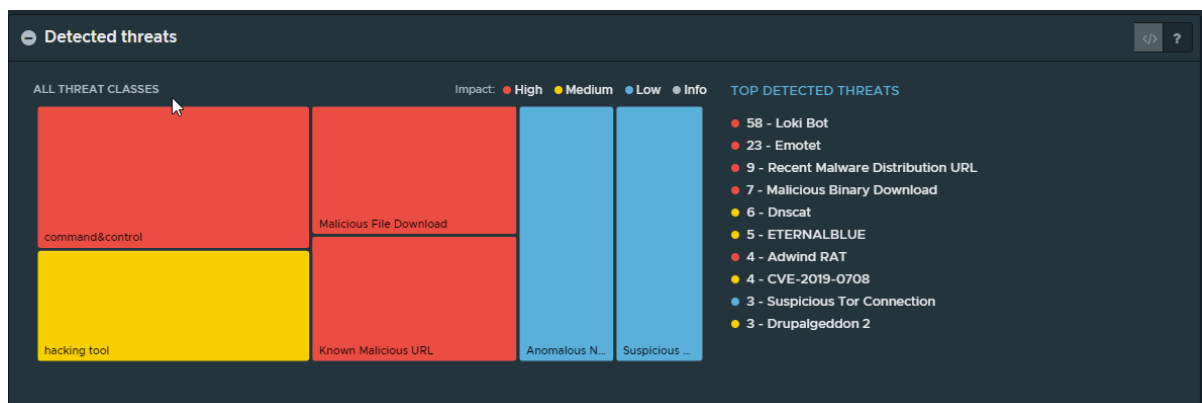 Detected threats
</> ?
ALL THREAT CLASSES
Impact: High Medium Low Info
command&control
Malicious File Download
hacking tool
Known Malicious URL
Anomalous N...
Suspicious ...
TOP DETECTED THREATS
58 - Loki Bot
23 - Emotet
9 - Recent Malware Distribution URL
7 - Malicious Binary Download
6 - Dnscat
5 - ETERNALBLUE
4 - Adwind RAT
4 - CVE-2019-0708
3 - Suspicious Tor Connection
3 - Drupalgeddon 2